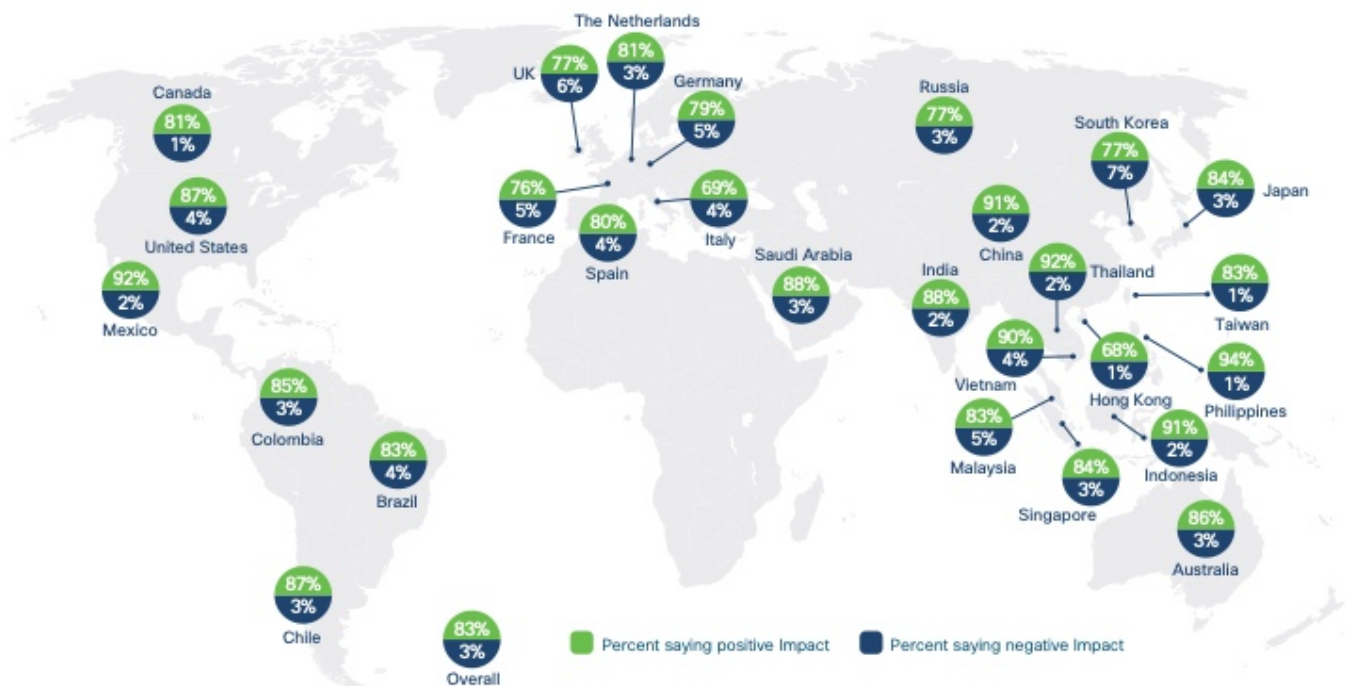 The Netherlands
81%
3%
UK
77%
6%
Germany
79%
5%
Canada
81%
1%
Russia
77%
3%
South Korea
77%
7%
87%
4%
United States
76%
5%
France
80%
4%
Spain
69%
4%
Italy
84%
3%
Japan
91%
2%
China
92%
2%
Mexico
Saudi Arabia
88%
3%
India
88%
2%
92%
2%
Thailand
83%
1%
Taiwan
90%
4%
Vietnam
68%
1%
Hong Kong
94%
1%
Philippines
85%
3%
Colombia
83%
4%
Brazil
83%
5%
Malaysia
91%
2%
Indonesia
84%
3%
Singapore
86%
3%
Australia
87%
3%
Chile
83%
3%
Overall
Percent saying positive Impact
Percent saying negative Impact